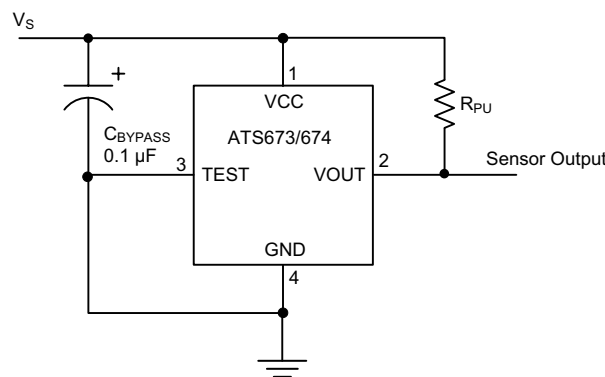 VS
+
1
VCC
RPU
CBYPASS
0.1 µF
ATS673/674
3
TEST
VOUT
2
Sensor Output
GND
4